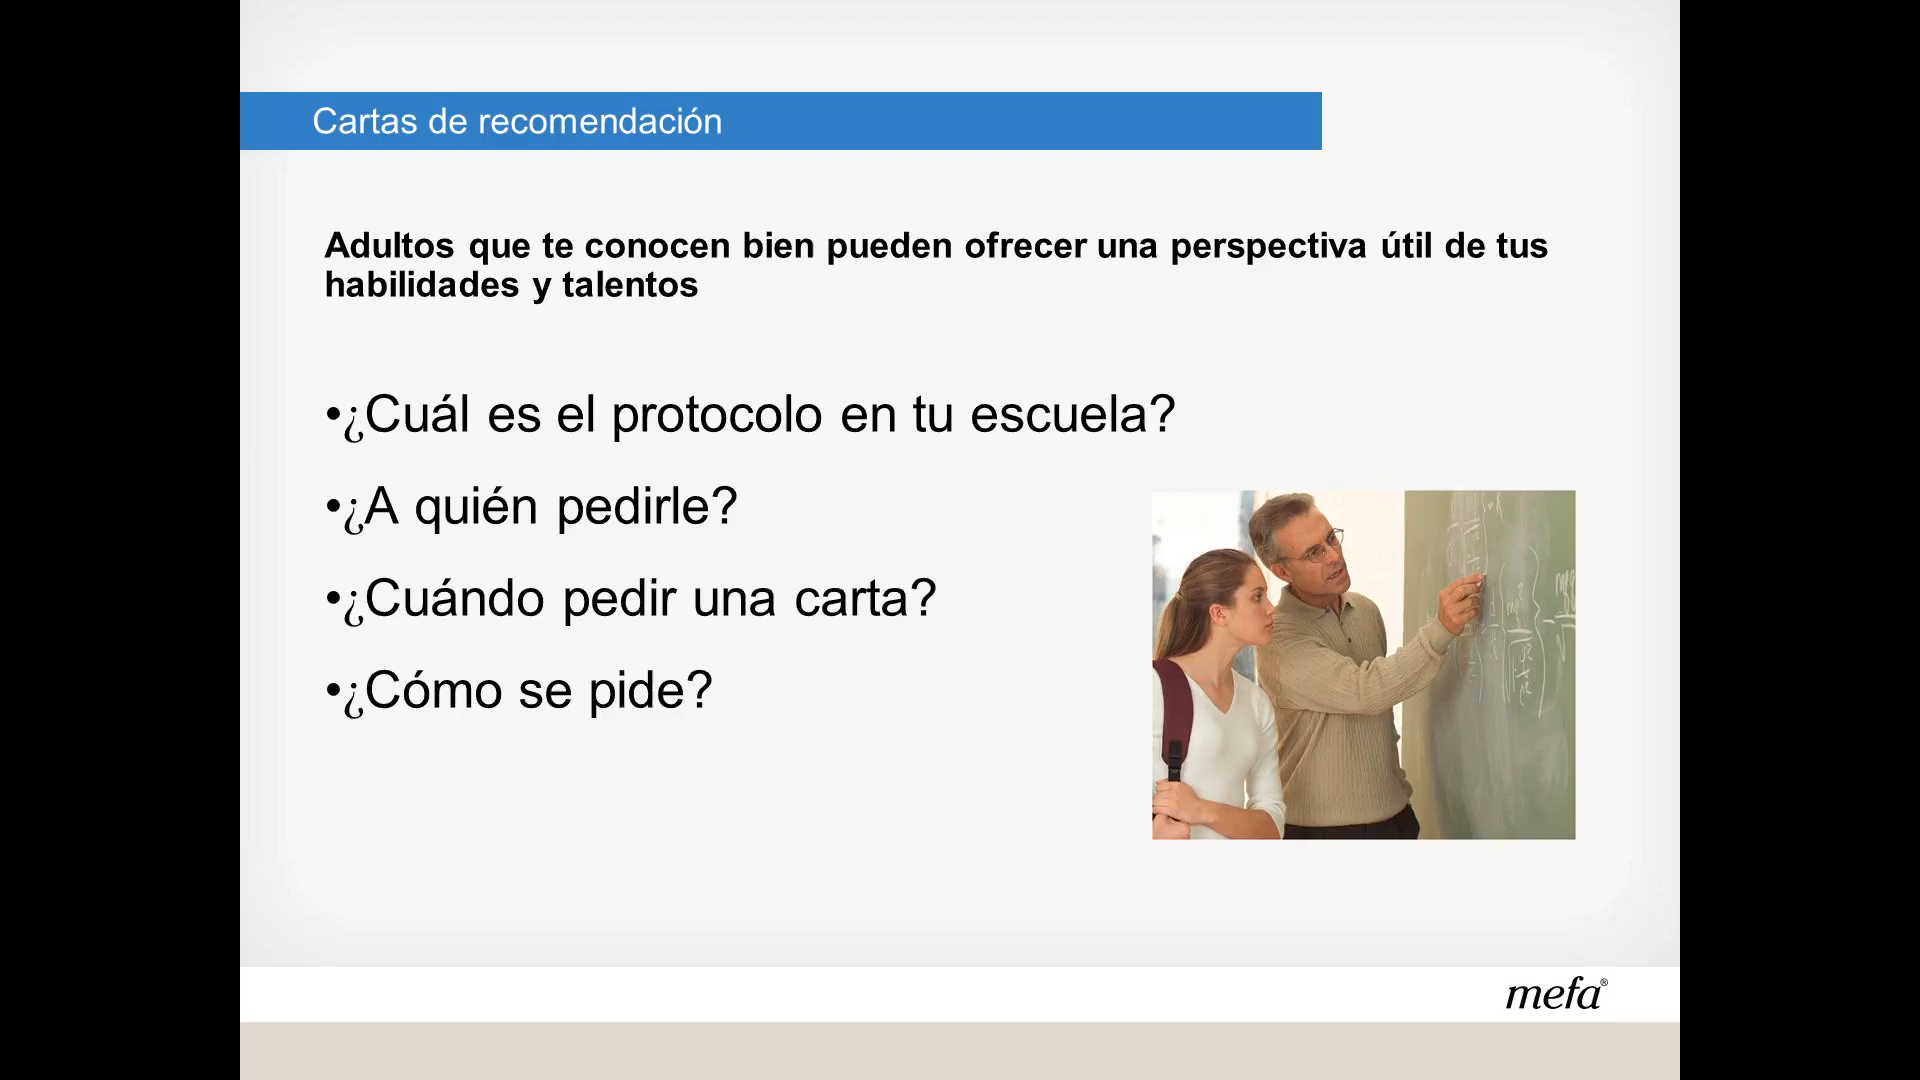 Cartas de recomendación
Adultos que te conocen bien pueden ofrecer una perspectiva útil de tus
habilidades y talentos
•¿Cuál es el protocolo en tu escuela?
•¿A quién pedirle?
•¿Cuándo pedir una carta?
•¿Cómo se pide?
mefa®